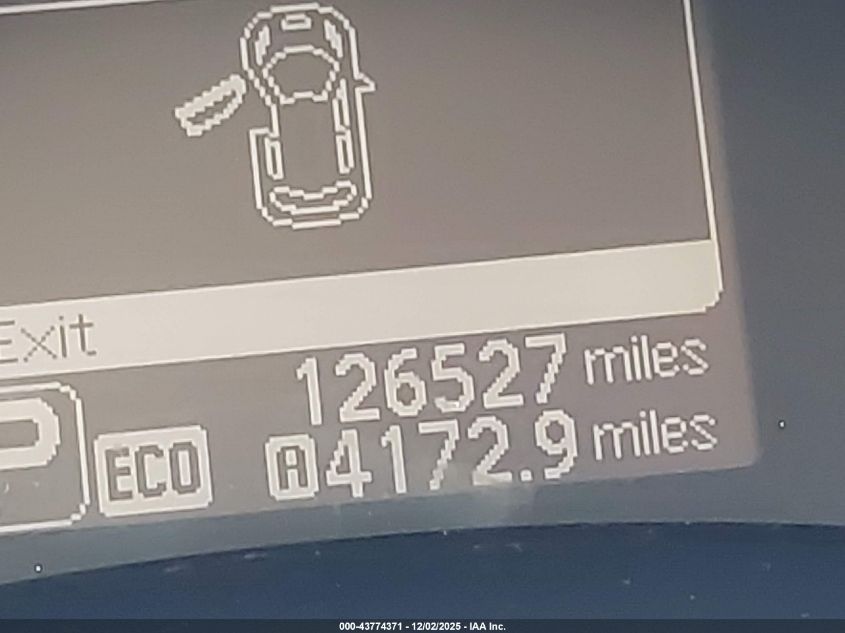 Exit
126527 miles
ECO A 4172.9 miles
000-43774371 - 12/02/2025 - IAA Inc.